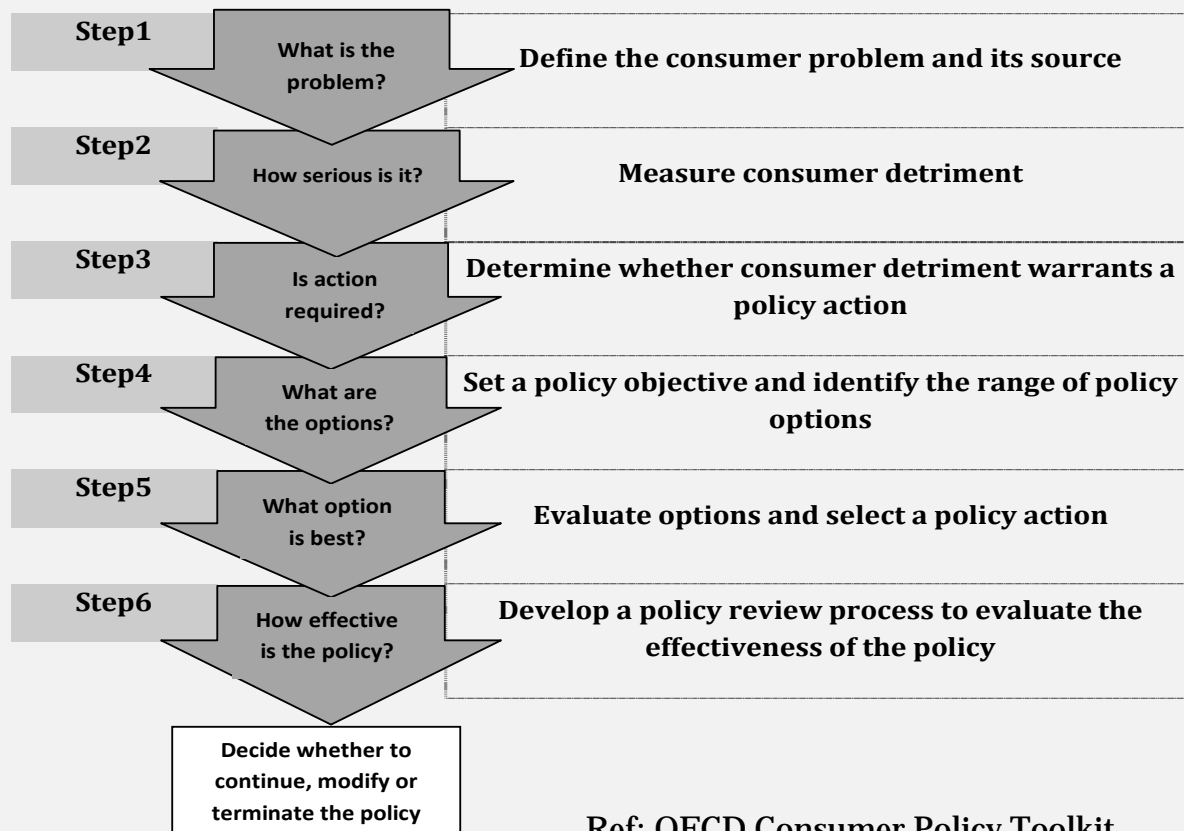 Step1
What is the
problem?
Define the consumer problem and its source
Step2
How serious is it?
Measure consumer detriment
Step3
Is action
required?
Determine whether consumer detriment warrants a
policy action
Step4
What are
the options?
Set a policy objective and identify the range of policy
options
Step5
What option
is best?
Evaluate options and select a policy action
Step6
How effective
is the policy?
Develop a policy review process to evaluate the
effectiveness of the policy
Decide whether to
continue, modify or
terminate the policy
Ref: OECD Consumer Policy Toolkit